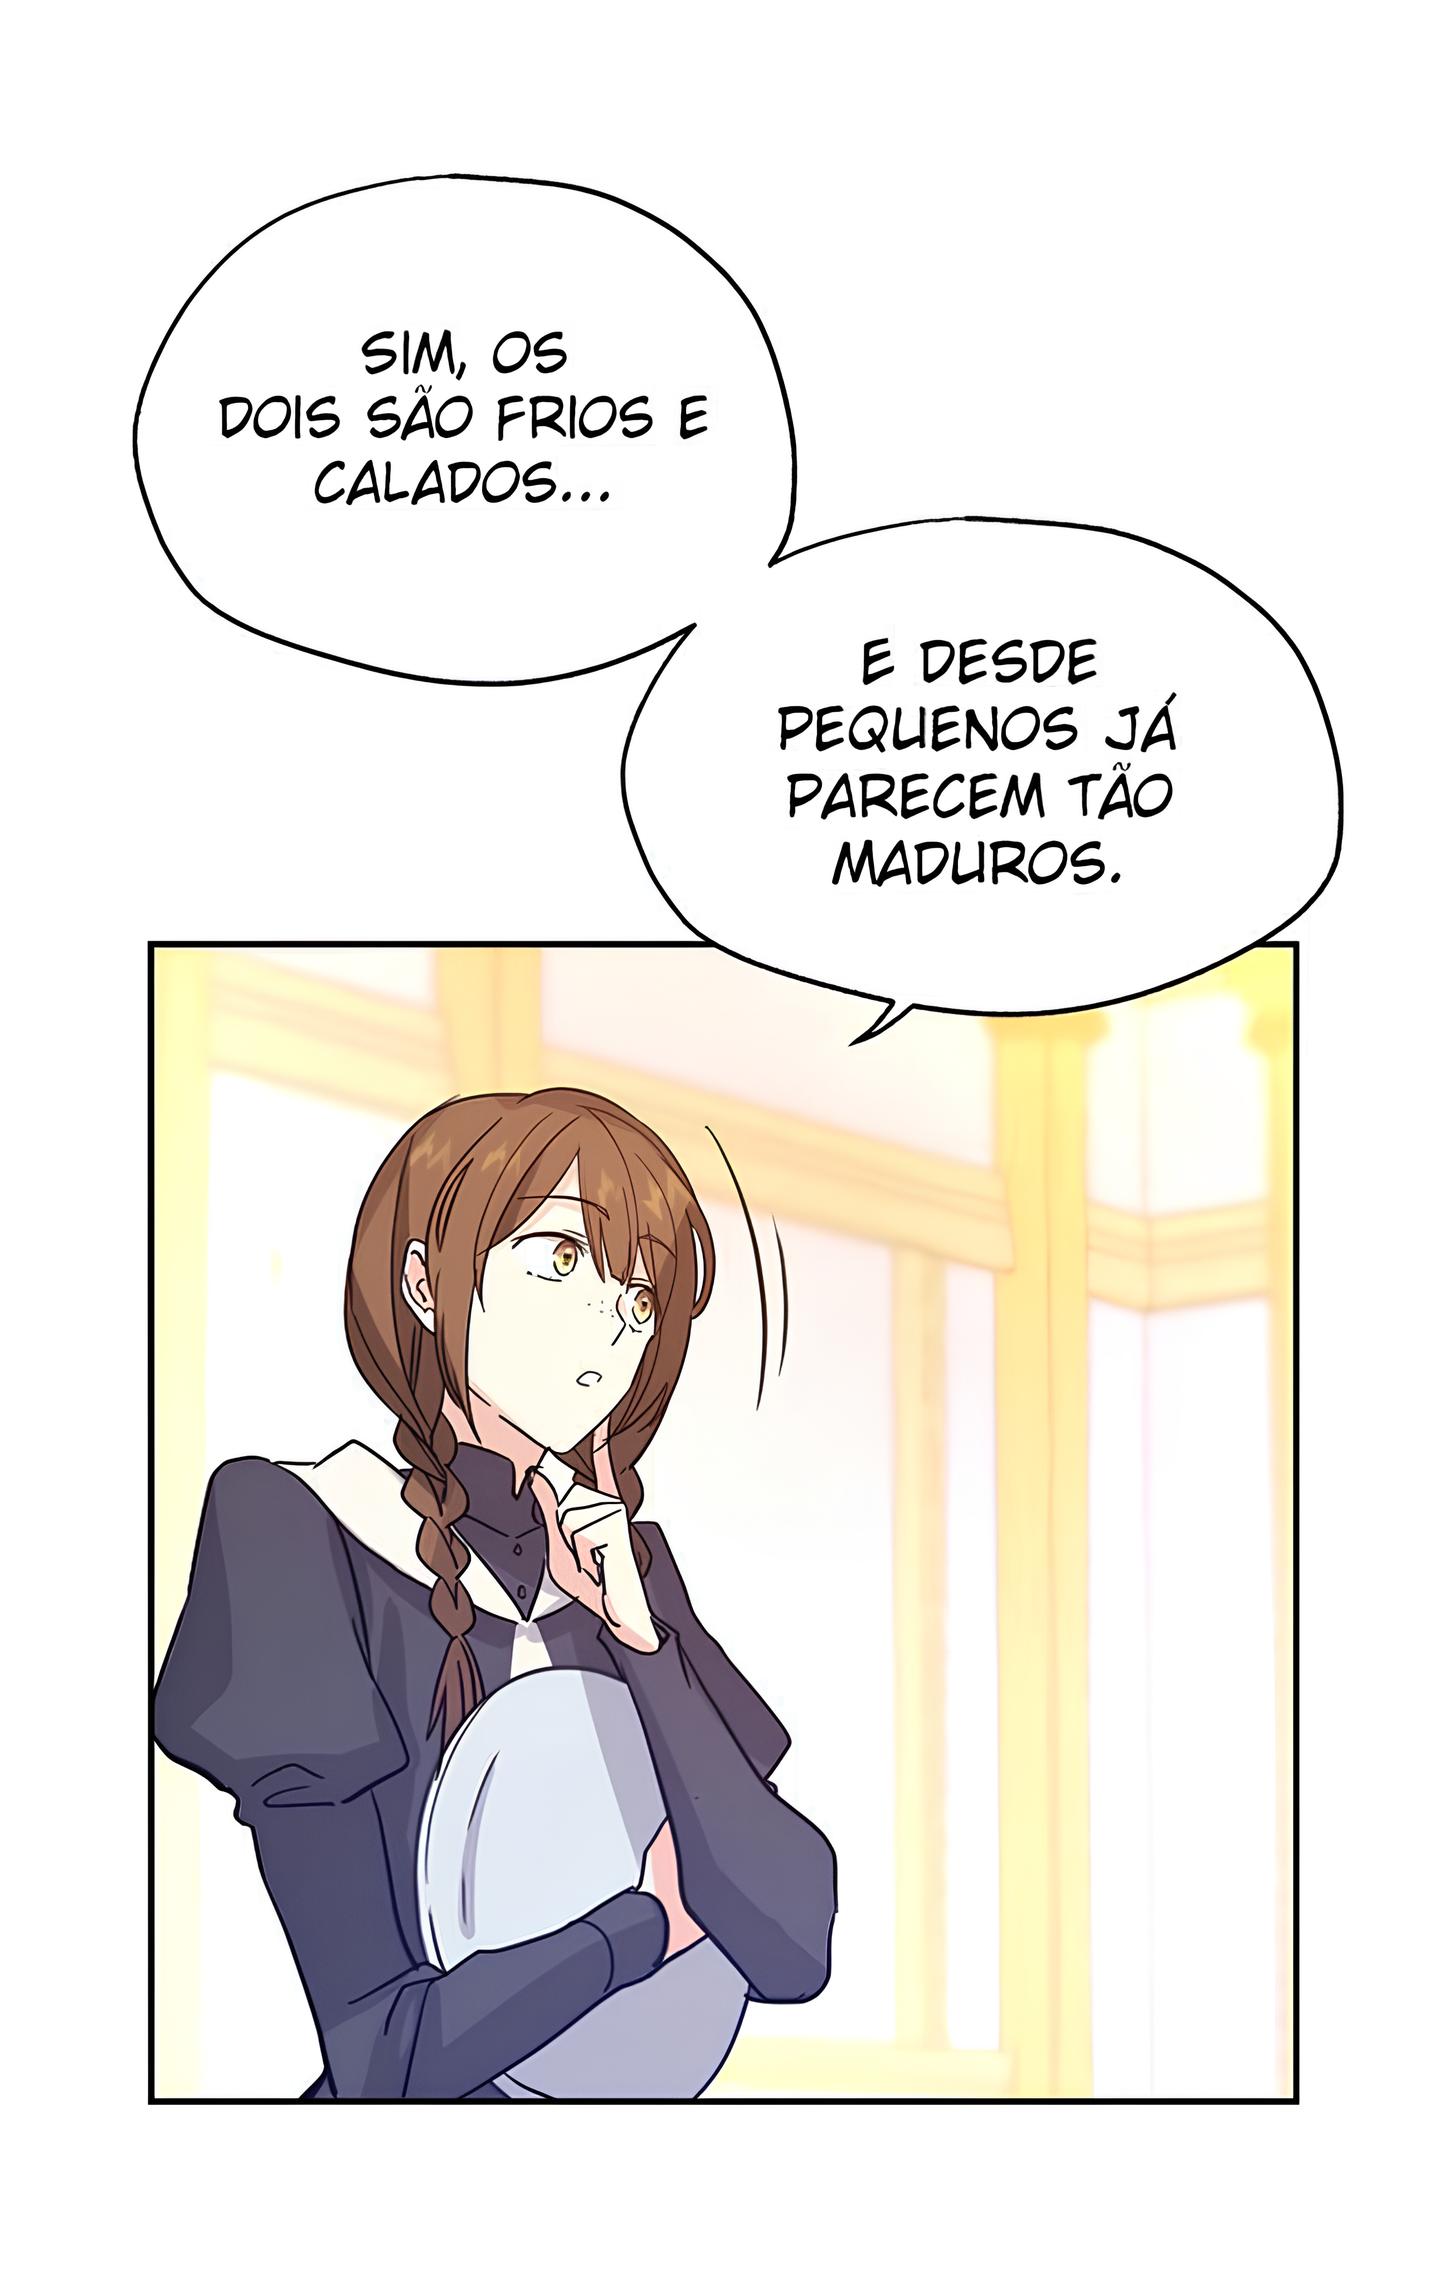 SIM, OS
DOIS SÃO FRIOS E
CALADOS...
E DESDE
PEQUENOS JÁ
PARECEM TÃO
MADUROS.